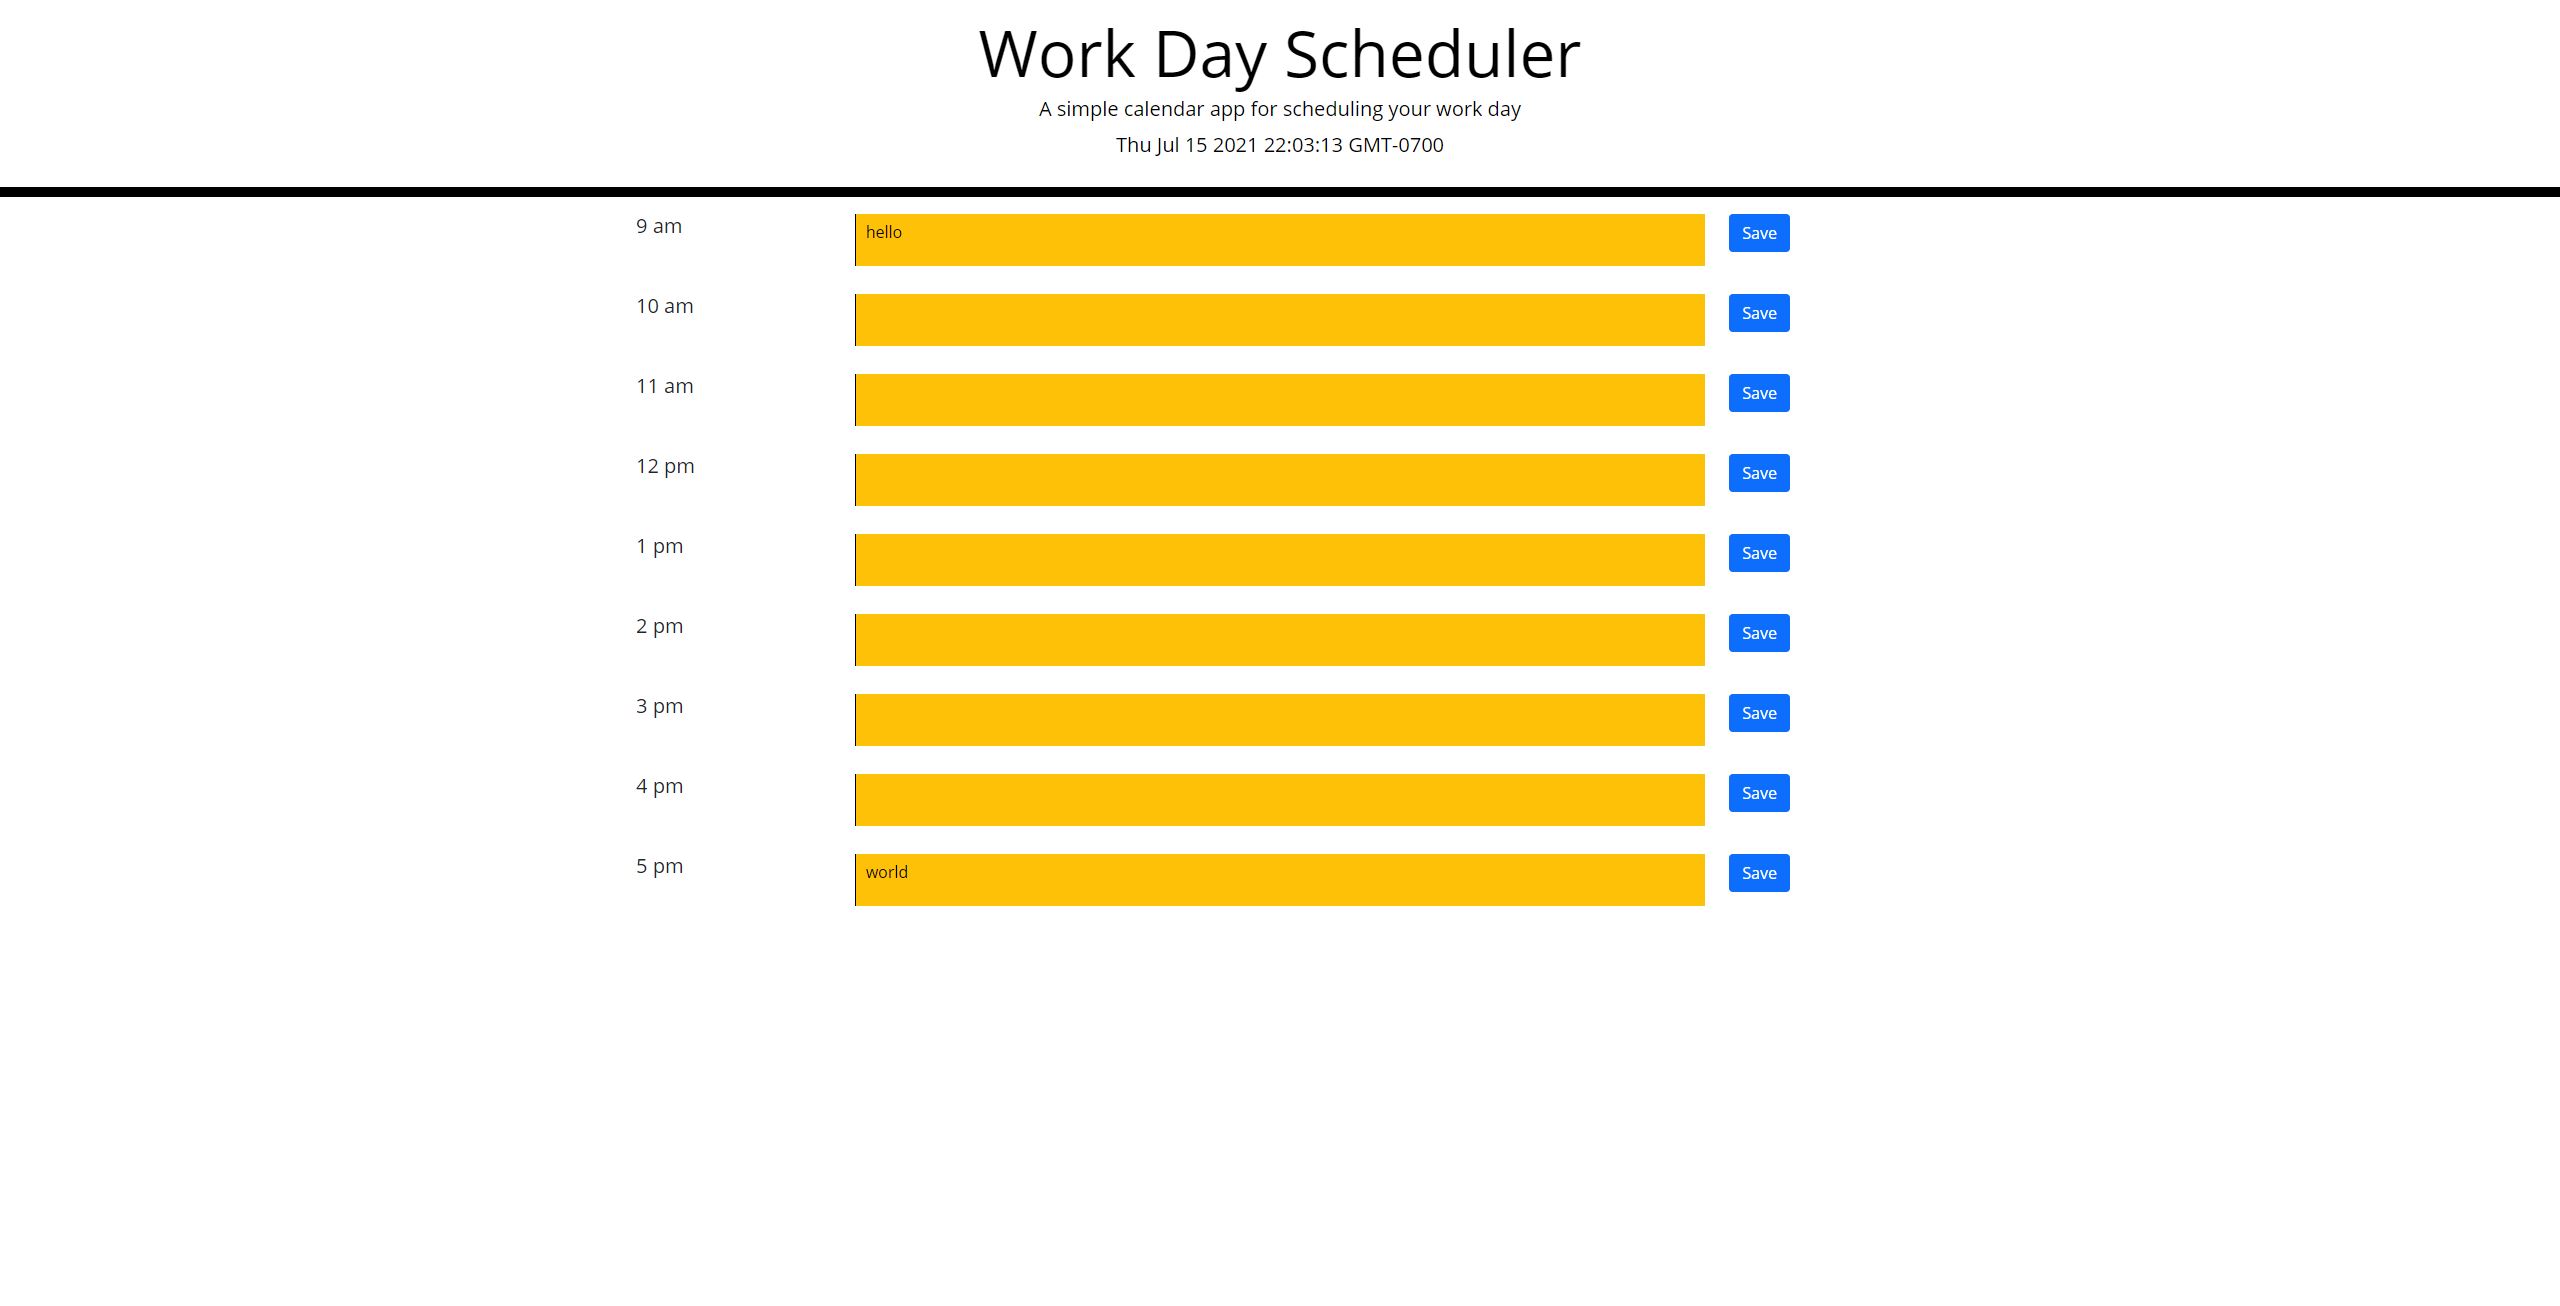 Work Day Scheduler
A simple calendar app for scheduling your work day
Thu Jul 15 2021 22:03:13 GMT-0700
9 am hello Save
10 am Save
11 am Save
12 pm Save
1 pm Save
2 pm Save
3 pm Save
4 pm Save
5 pm world Save